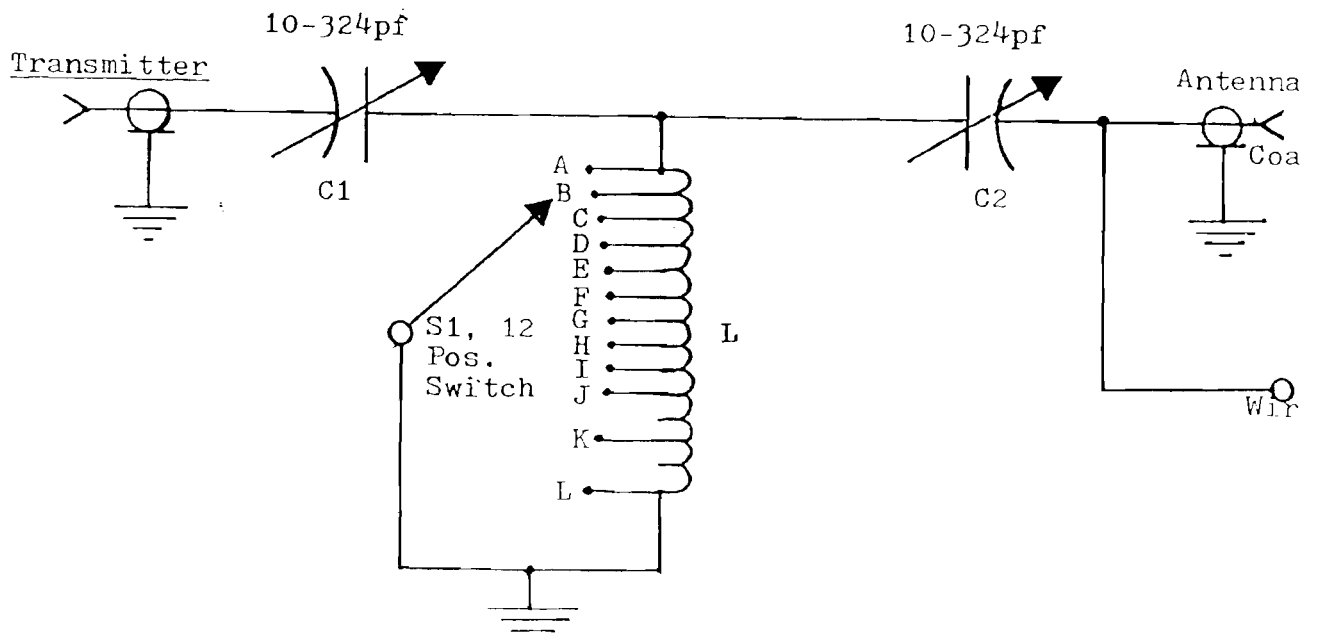 10-324pf
10-324pf
Transmitter
Antenna
Coa
C1
C2
A
B
C
D
E
F
G
H
I
J
K
L
L
S1, 12
Pos.
Switch
Wir